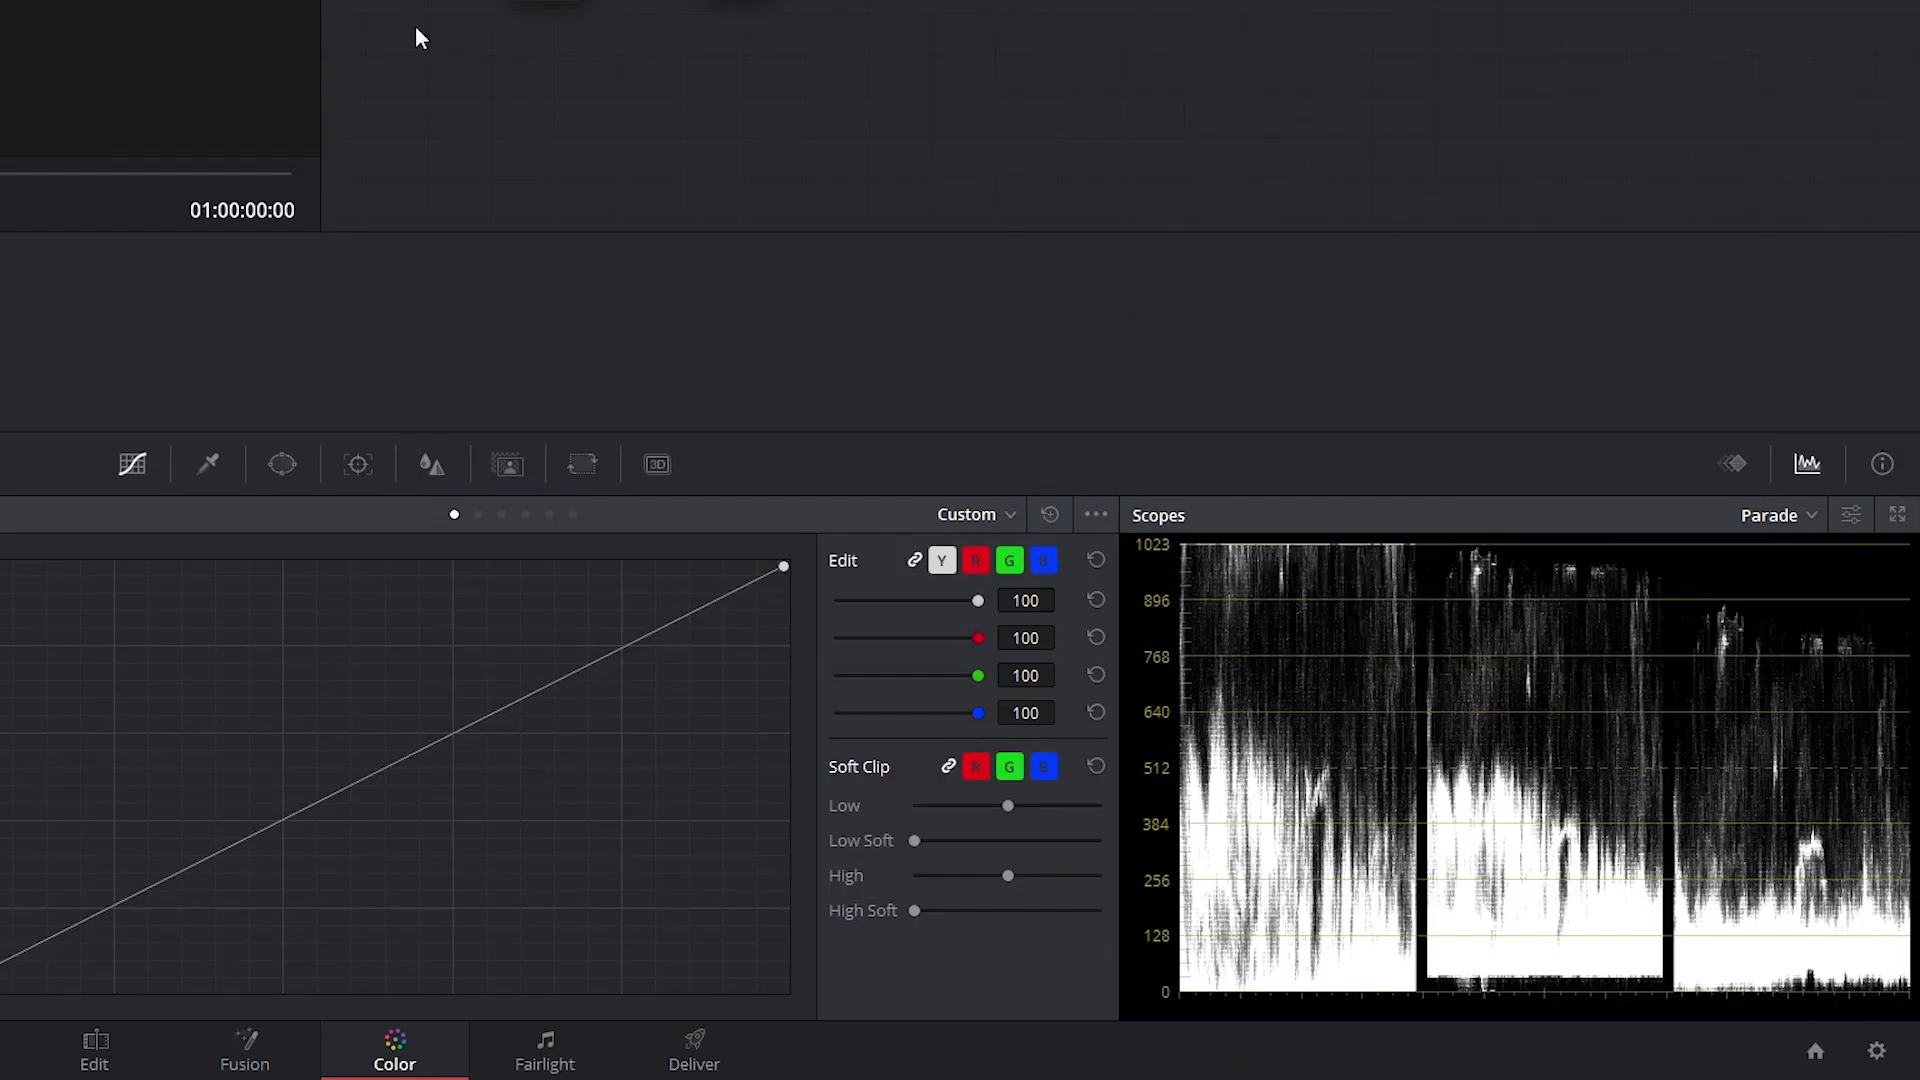 01:00:00:00
3D
Custom
Scopes
Parade
Edit
Y
R
G
B
100
100
100
100
Soft Clip
R
G
B
Low
Low Soft
High
High Soft
1023
896
768
640
512
384
256
128
0
Edit
Fusion
Color
Fairlight
Deliver